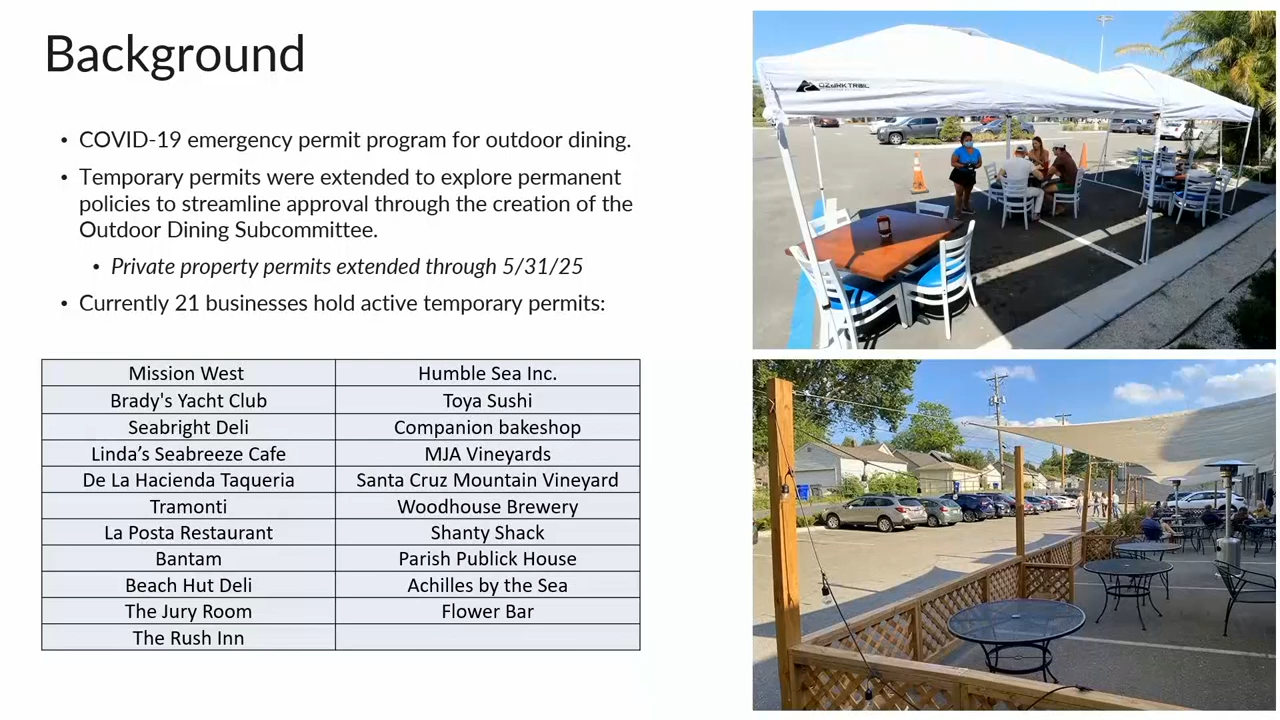 Background
• COVID-19 emergency permit program for outdoor dining.
• Temporary permits were extended to explore permanent
policies to streamline approval through the creation of the
Outdoor Dining Subcommittee.
• Private property permits extended through 5/31/25
• Currently 21 businesses hold active temporary permits:
Mission West Humble Sea Inc.
Brady's Yacht Club Toya Sushi
Seabright Deli Companion bakeshop
Linda’s Seabreeze Cafe MJA Vineyards
De La Hacienda Taqueria Santa Cruz Mountain Vineyard
Tramonti Woodhouse Brewery
La Posta Restaurant Shanty Shack
Bantam Parish Publick House
Beach Hut Deli Achilles by the Sea
The Jury Room Flower Bar
The Rush Inn
OZARK TRAIL